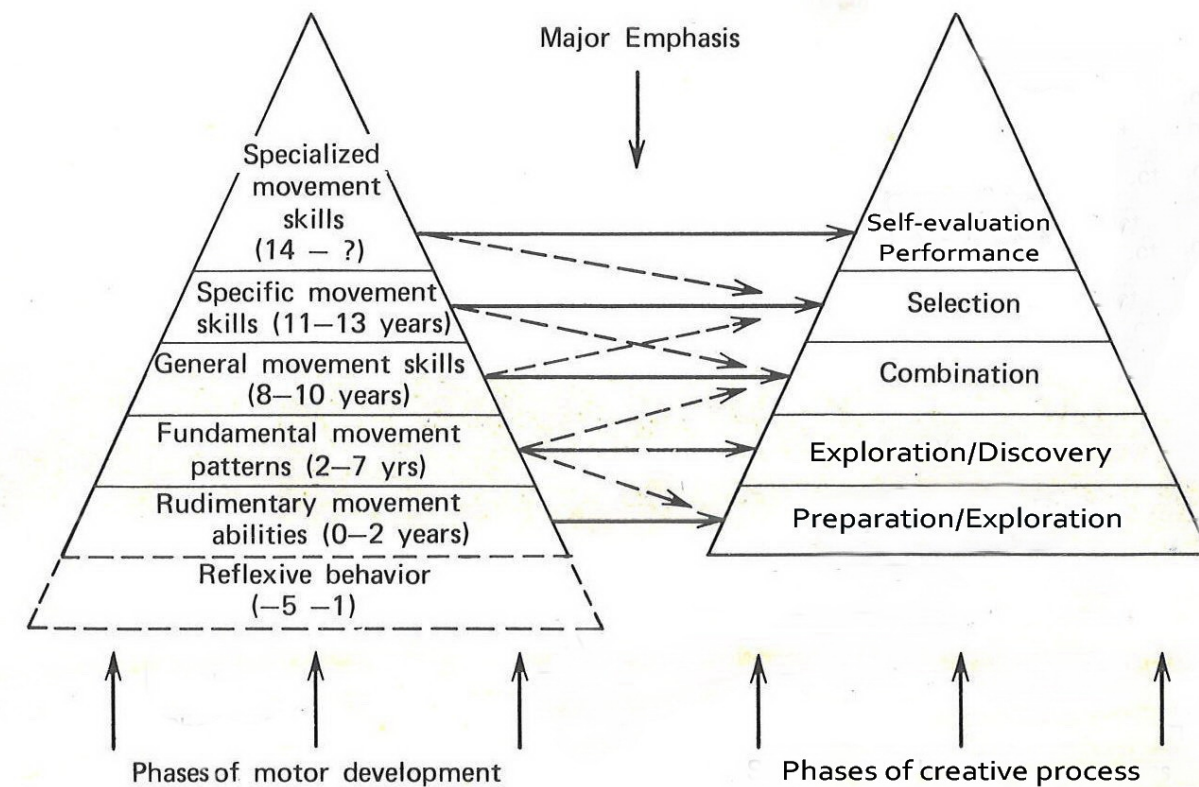 Major Emphasis
Specialized
movement
skills
(14 – ?)
Specific movement
skills (11–13 years)
General movement skills
(8–10 years)
Fundamental movement
patterns (2–7 yrs)
Rudimentary movement
abilities (0–2 years)
Reflexive behavior
(–5 –1)
Phases of motor development
Self-evaluation
Performance
Selection
Combination
Exploration/Discovery
Preparation/Exploration
Phases of creative process